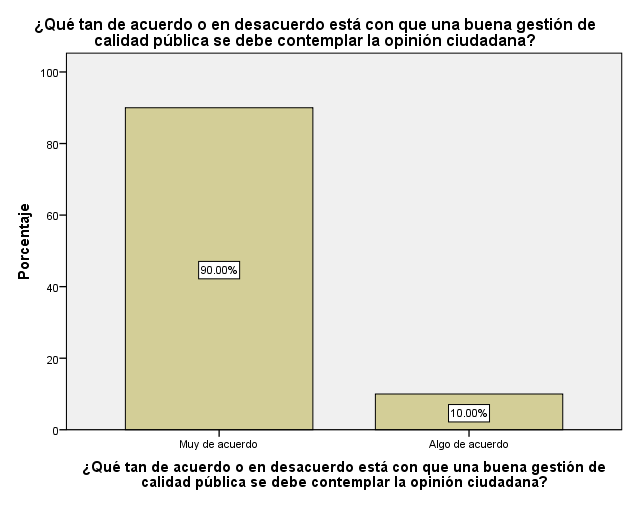 ¿Qué tan de acuerdo o en desacuerdo está con que una buena gestión de
calidad pública se debe contemplar la opinión ciudadana?
Porcentaje
100
80
60
40
20
0
90.00%
10.00%
Muy de acuerdo
Algo de acuerdo
¿Qué tan de acuerdo o en desacuerdo está con que una buena gestión de
calidad pública se debe contemplar la opinión ciudadana?